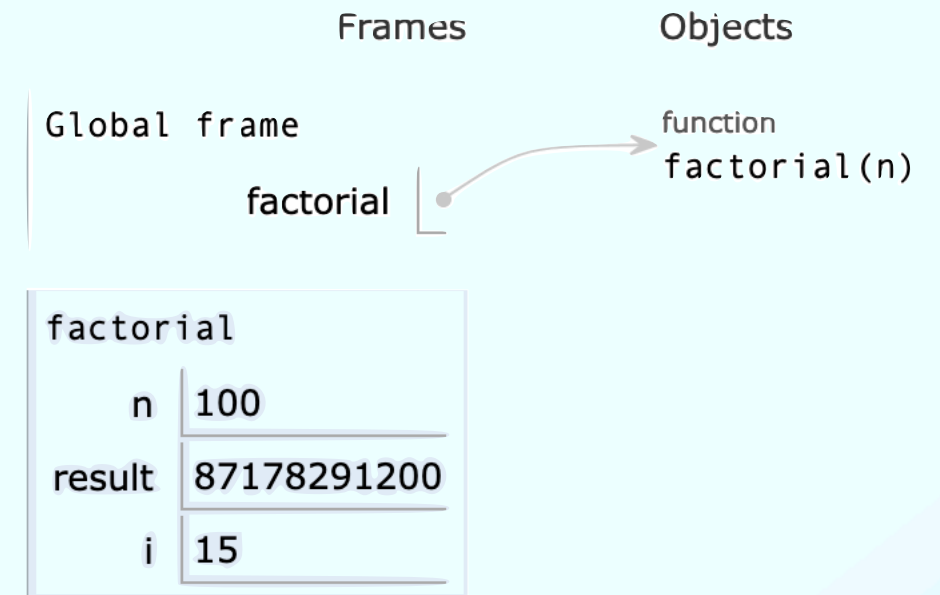 Frames Objects
Global frame
function
factorial(n)
factorial
factorial
n 100
result 87178291200
i 15